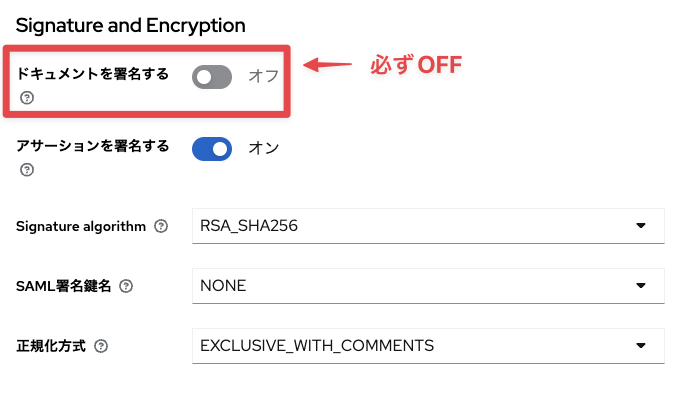 Signature and Encryption
ドキュメントを署名する
オフ
必ずOFF
アサーションを署名する
オン
Signature algorithm
RSA_SHA256
SAML署名鍵名
NONE
正規化方式
EXCLUSIVE_WITH_COMMENTS